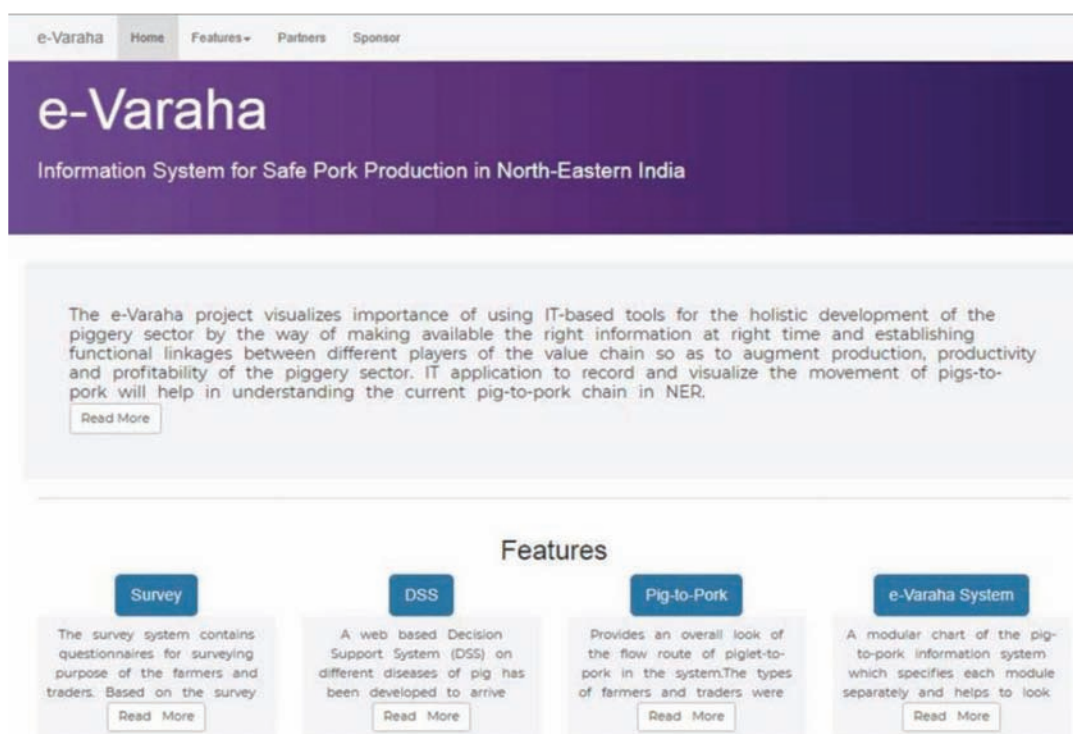 e-Varaha Home Features Partners Sponsor
e-Varaha
Information System for Safe Pork Production in North-Eastern India
The e-Varaha project visualizes importance of using IT-based tools for the holistic development of the
piggery sector by the way of making available the right information at right time and establishing
functional linkages between different players of the value chain so as to augment production, productivity
and profitability of the piggery sector. IT application to record and visualize the movement of pigs-to-
pork will help in understanding the current pig-to-pork chain in NER.
Read More
Features
Survey
The survey system contains
questionnaires for surveying
purpose of the farmers and
traders. Based on the survey
Read More
DSS
A web based Decision
Support System (DSS) on
different diseases of pig has
been developed to arrive
Read More
Pig-to-Pork
Provides an overall look of
the flow route of piglet-to-
pork in the system.The types
of farmers and traders were
Read More
e-Varaha System
A modular chart of the pig-
to-pork information system
which specifies each module
separately and helps to look
Read More